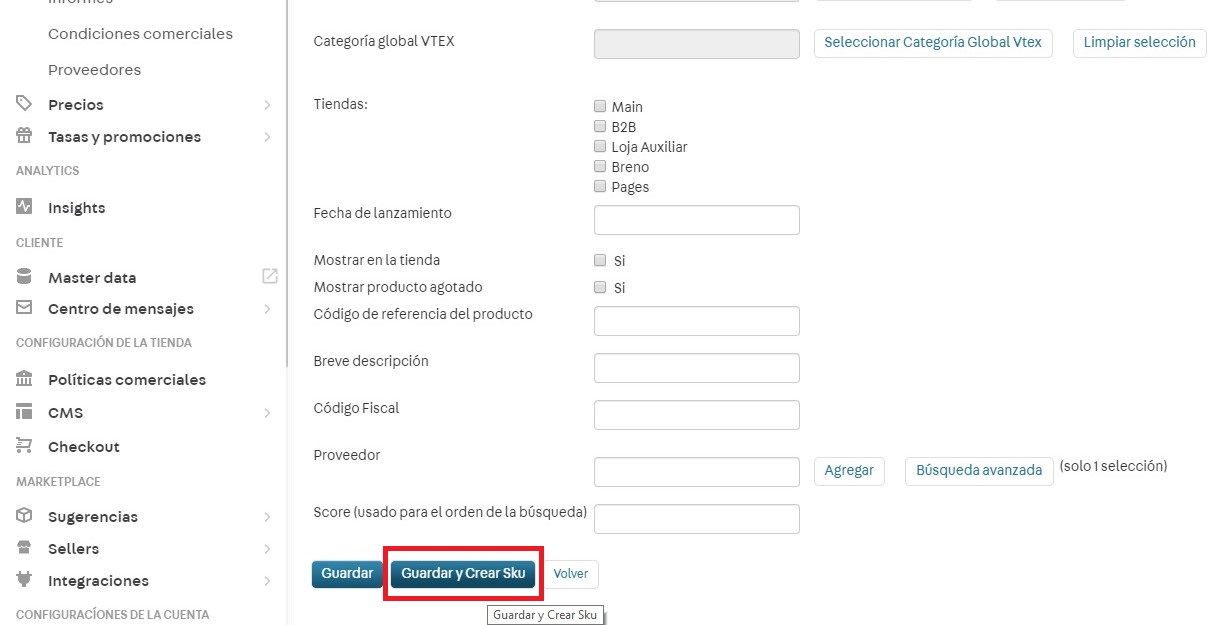 Informes
Condiciones comerciales
Proveedores
Precios
Tasas y promociones
ANALYTICS
Insights
CLIENTE
Master data
Centro de mensajes
CONFIGURACIÓN DE LA TIENDA
Políticas comerciales
CMS
Checkout
MARKETPLACE
Sugerencias
Sellers
Integraciones
CONFIGURACÍONES DE LA CUENTA
Categoría global VTEX
Seleccionar Categoría Global Vtex
Limpiar selección
Tiendas:
Main
B2B
Loja Auxiliar
Breno
Pages
Fecha de lanzamiento
Mostrar en la tienda
Si
Mostrar producto agotado
Si
Código de referencia del producto
Breve descripción
Código Fiscal
Proveedor
Agregar
Búsqueda avanzada
(solo 1 selección)
Score (usado para el orden de la búsqueda)
Guardar
Guardar y Crear Sku
Volver
Guardar y Crear Sku